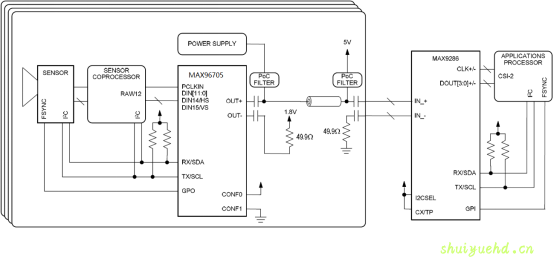 POWER SUPPLY
5V
SENSOR
SENSOR
COPROCESSOR
MAX96705
PoC
FILTER
PoC
FILTER
MAX9286
APPLICATIONS
PROCESSOR
FSYNC
I²C
RAW12
I²C
PCLKIN
DIN[11:0]
DIN14/HS
DIN15/VS
OUT+
OUT-
1.8V
49.9Ω
49.9Ω
IN_+
IN_-
CLK+/-
DOUT[3:0]+/-
CSI-2
I²C
FSYNC
RX/SDA
TX/SCL
GPO
CONF0
CONF1
RX/SDA
TX/SCL
I2CSEL
CX/TP
GPI
shuiyuehd.cn